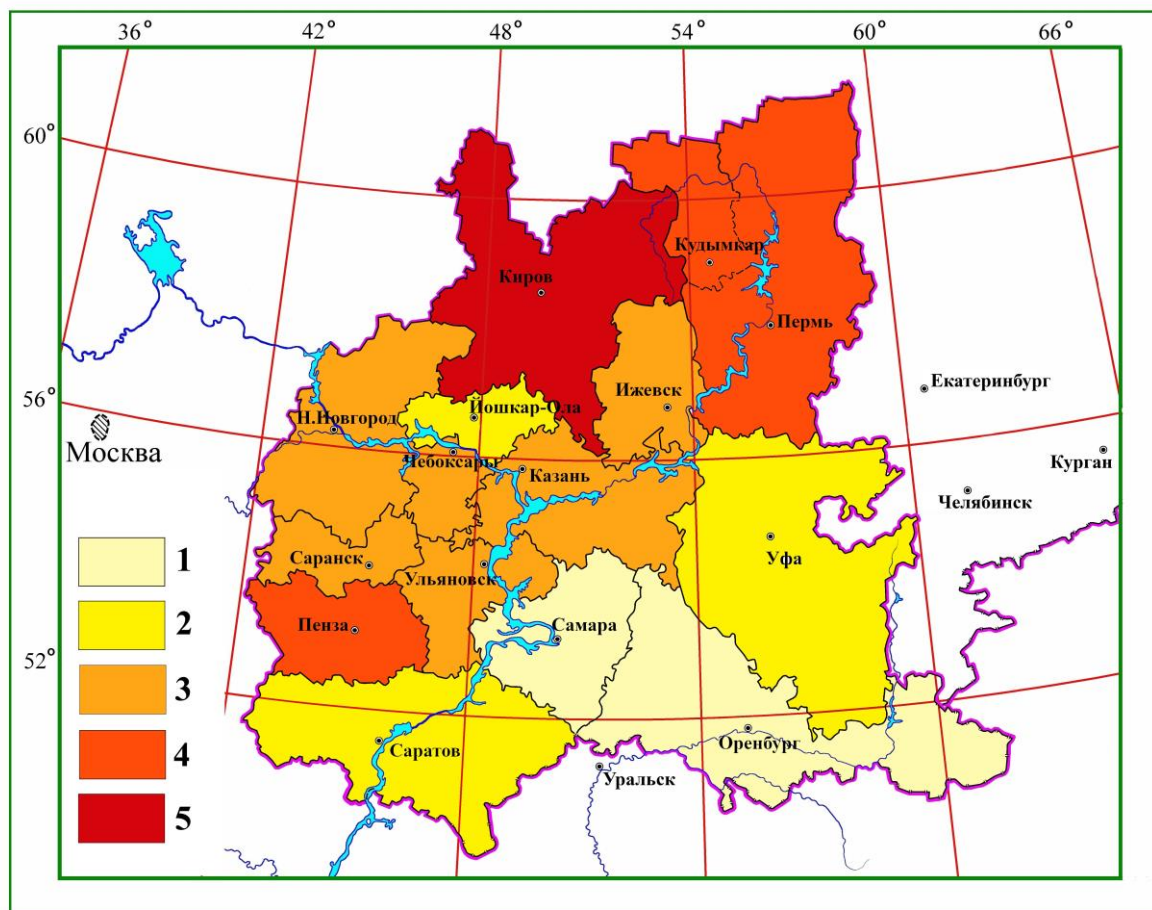 36° 42° 48° 54° 60° 66°
60°
Кудымкар
Киров
Пермь
Екатеринбург
Ижевск
56°
Йошкар-Ола
Н.Новгород
Москва
Чебоксары
Казань
Курган
Челябинск
Уфа
1
Саранск
Ульяновск
2
Пенза
Самара
52°
3
Оренбург
4
Саратов
Уральск
5